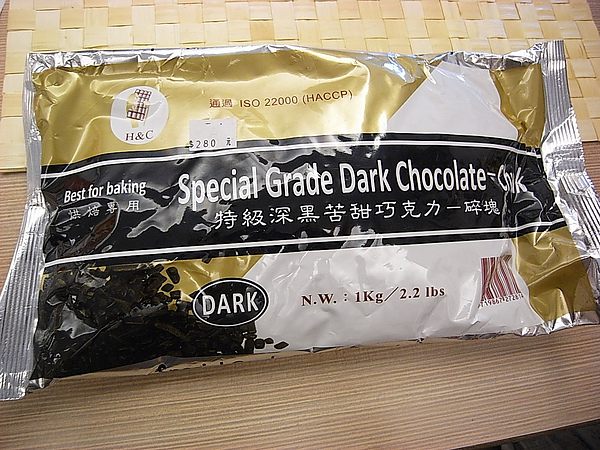 通過 ISO 22000 (HACCP)
H&C
$280 元
Best for baking
烘焙專用
Special Grade Dark Chocolate - Chunk
特級深黑苦甜巧克力－碎塊
DARK
N.W.：1Kg／2.2 lbs